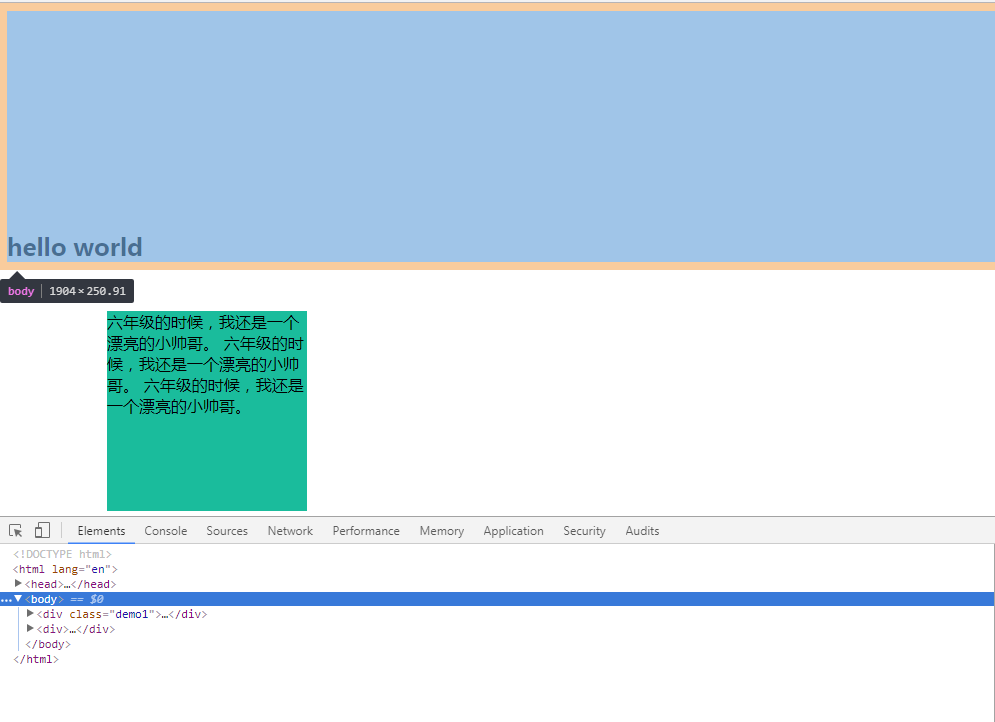 hello world
body 1904 × 250.91
六年级的时候，我还是一个
漂亮的小帅哥。 六年级的时
候，我还是一个漂亮的小帅
哥。 六年级的时候，我还是
一个漂亮的小帅哥。
Elements Console Sources Network Performance Memory Application Security Audits
<!DOCTYPE html>
<html lang="en">
<head>…</head>
<body> == $0
<div class="demo1">…</div>
<div>…</div>
</body>
</html>